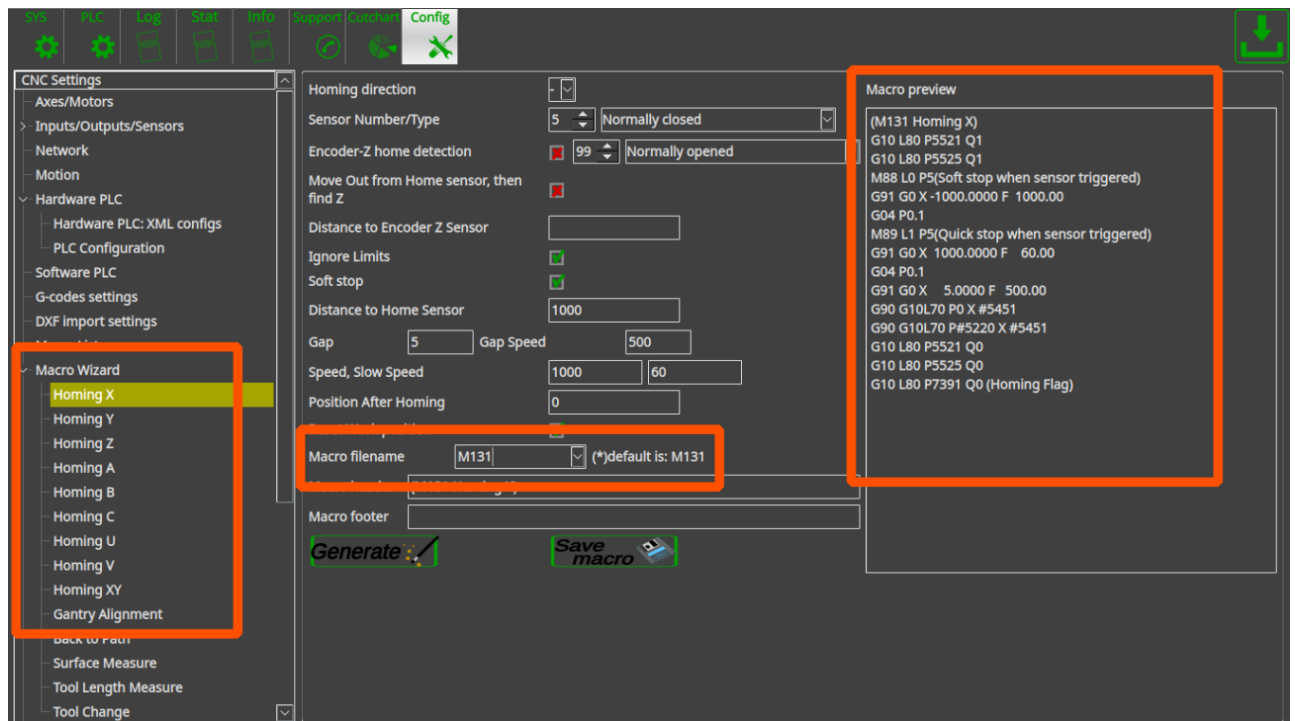 SYS PLC Log Stat Info Support Cutchart Config
CNC Settings
Axes/Motors
Inputs/Outputs/Sensors
Network
Motion
Hardware PLC
Hardware PLC: XML configs
PLC Configuration
Software PLC
G-codes settings
DXF import settings
Macro Wizard
Homing X
Homing Y
Homing Z
Homing A
Homing B
Homing C
Homing U
Homing V
Homing XY
Gantry Alignment
Back to Path
Surface Measure
Tool Length Measure
Tool Change
Homing direction -
Sensor Number/Type 5 Normally closed
Encoder-Z home detection 99 Normally opened
Move Out from Home sensor, then
find Z
Distance to Encoder Z Sensor
Ignore Limits
Soft stop
Distance to Home Sensor 1000
Gap 5 Gap Speed 500
Speed, Slow Speed 1000 60
Position After Homing 0
Macro filename M131 (*)default is: M131
Macro footer
Generate Save
macro
Macro preview
(M131 Homing X)
G10 L80 P5521 Q1
G10 L80 P5525 Q1
M88 L0 P5(Soft stop when sensor triggered)
G91 G0 X -1000.0000 F 1000.00
G04 P0.1
M89 L1 P5(Quick stop when sensor triggered)
G91 G0 X 1000.0000 F 60.00
G04 P0.1
G91 G0 X 5.0000 F 500.00
G90 G10L70 P0 X #5451
G90 G10L70 P#5220 X #5451
G10 L80 P5521 Q0
G10 L80 P5525 Q0
G10 L80 P7391 Q0 (Homing Flag)